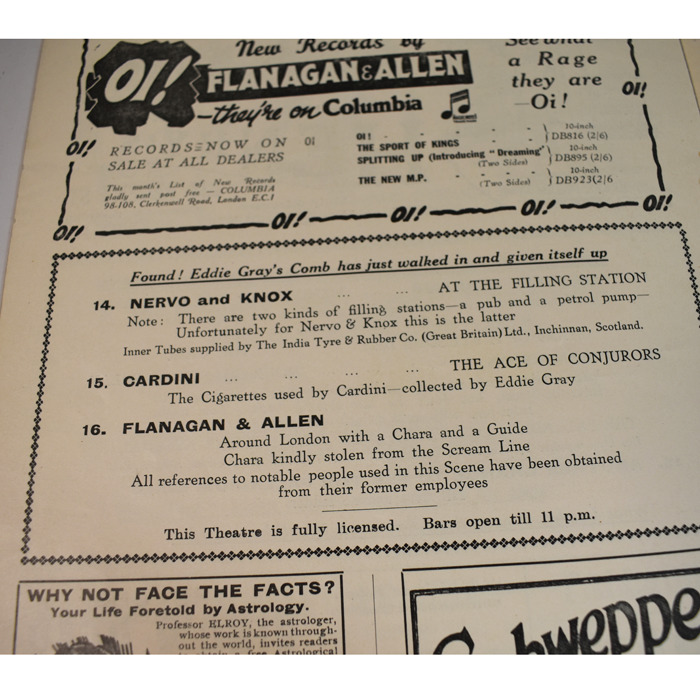 New Records by
OI! FLANAGAN & ALLEN
—they're on Columbia
See what
a Rage
they are
—Oi!
OI!
OI!
RECORDS NOW ON
SALE AT ALL DEALERS
OI
This month's List of New Records
gladly sent post free — COLUMBIA
98-108, Clerkenwell Road, London E.C.1
OI! - - - - - 10-inch
THE SPORT OF KINGS - - DB816 (2/6)
SPLITTING UP (Introducing "Dreaming" 10-inch
(Two Sides) DB895 (2/6)
THE NEW M.P. - - - 10-inch
(Two Sides) DB923(2/6
OI! OI! OI! OI! OI!
Found! Eddie Gray's Comb has just walked in and given itself up
14. NERVO and KNOX ... ... AT THE FILLING STATION
Note: There are two kinds of filling stations—a pub and a petrol pump—
Unfortunately for Nervo & Knox this is the latter
Inner Tubes supplied by The India Tyre & Rubber Co. (Great Britain) Ltd., Inchinnan, Scotland.
15. CARDINI ... ... ... ... THE ACE OF CONJURORS
The Cigarettes used by Cardini—collected by Eddie Gray
16. FLANAGAN & ALLEN
Around London with a Chara and a Guide
Chara kindly stolen from the Scream Line
All references to notable people used in this Scene have been obtained
from their former employees
This Theatre is fully licensed. Bars open till 11 p.m.
WHY NOT FACE THE FACTS?
Your Life Foretold by Astrology.
Professor ELROY, the astrologer,
whose work is known through-
out the world, invites readers
to obtain a free Astrological
Schweppe